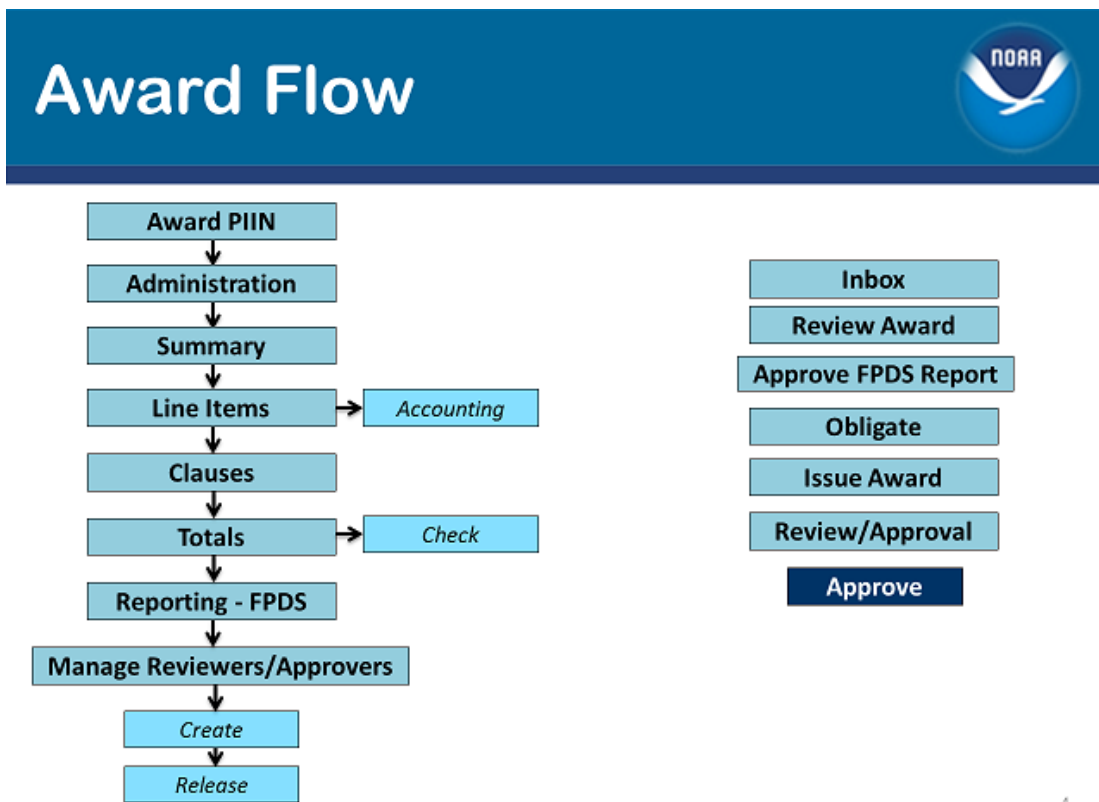 Award Flow
NOAA
Award PIIN
Administration
Summary
Line Items
Accounting
Clauses
Totals
Check
Reporting - FPDS
Manage Reviewers/Approvers
Create
Release
Inbox
Review Award
Approve FPDS Report
Obligate
Issue Award
Review/Approval
Approve